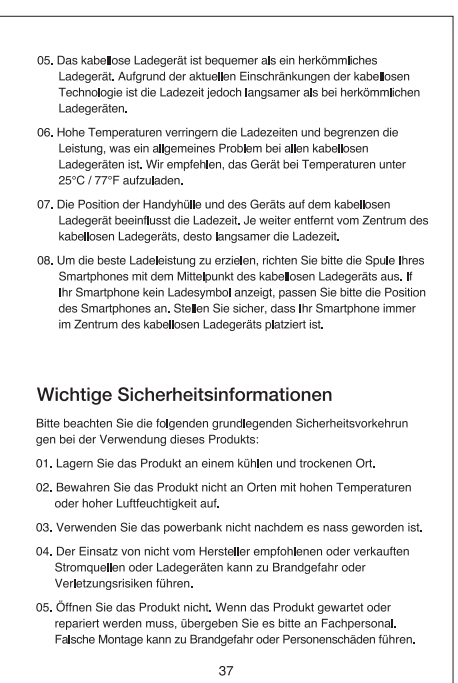 05. Das kabellose Ladegerät ist bequemer als ein herkömmliches
Ladegerät. Aufgrund der aktuellen Einschränkungen der kabellosen
Technologie ist die Ladezeit jedoch langsamer als bei herkömmlichen
Ladegeräten.
06. Hohe Temperaturen verringern die Ladezeiten und begrenzen die
Leistung, was ein allgemeines Problem bei allen kabellosen
Ladegeräten ist. Wir empfehlen, das Gerät bei Temperaturen unter
25°C / 77°F aufzuladen.
07. Die Position der Handyhülle und des Geräts auf dem kabellosen
Ladegerät beeinflusst die Ladezeit. Je weiter entfernt vom Zentrum des
kabellosen Ladegeräts, desto langsamer die Ladezeit.
08. Um die beste Ladeleistung zu erzielen, richten Sie bitte die Spule Ihres
Smartphones mit dem Mittelpunkt des kabellosen Ladegeräts aus. If
Ihr Smartphone kein Ladesymbol anzeigt, passen Sie bitte die Position
des Smartphones an. Stellen Sie sicher, dass Ihr Smartphone immer
im Zentrum des kabellosen Ladegeräts platziert ist.
Wichtige Sicherheitsinformationen
Bitte beachten Sie die folgenden grundlegenden Sicherheitsvorkehrun
gen bei der Verwendung dieses Produkts:
01. Lagern Sie das Produkt an einem kühlen und trockenen Ort.
02. Bewahren Sie das Produkt nicht an Orten mit hohen Temperaturen
oder hoher Luftfeuchtigkeit auf.
03. Verwenden Sie das powerbank nicht nachdem es nass geworden ist.
04. Der Einsatz von nicht vom Hersteller empfohlenen oder verkauften
Stromquellen oder Ladegeräten kann zu Brandgefahr oder
Verletzungsrisiken führen.
05. Öffnen Sie das Produkt nicht. Wenn das Produkt gewartet oder
repariert werden muss, übergeben Sie es bitte an Fachpersonal.
Falsche Montage kann zu Brandgefahr oder Personenschäden führen.
37